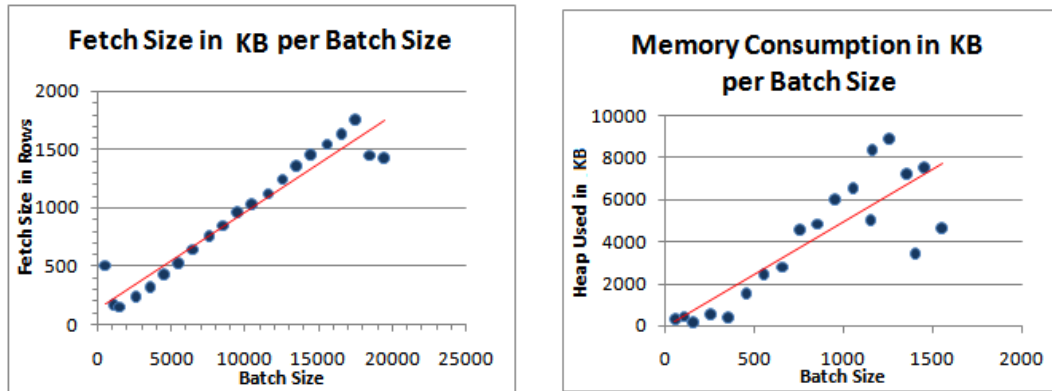 Fetch Size in KB per Batch Size
Fetch Size in Rows
2000
1500
1000
500
0
0 5000 10000 15000 20000 25000
Batch Size
Memory Consumption in KB
per Batch Size
Heap Used in KB
10000
8000
6000
4000
2000
0
0 500 1000 1500 2000
Batch Size